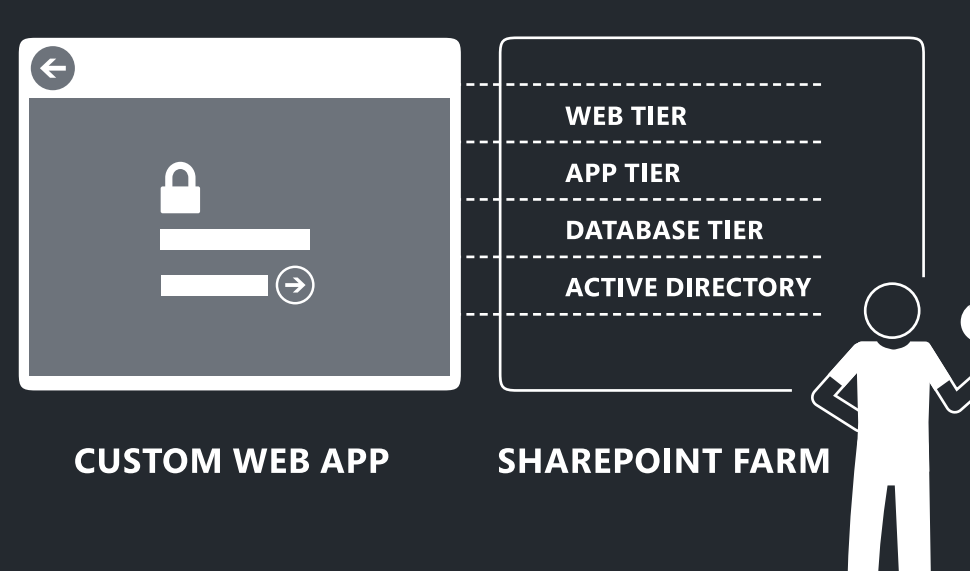 WEB TIER
APP TIER
DATABASE TIER
ACTIVE DIRECTORY
CUSTOM WEB APP
SHAREPOINT FARM